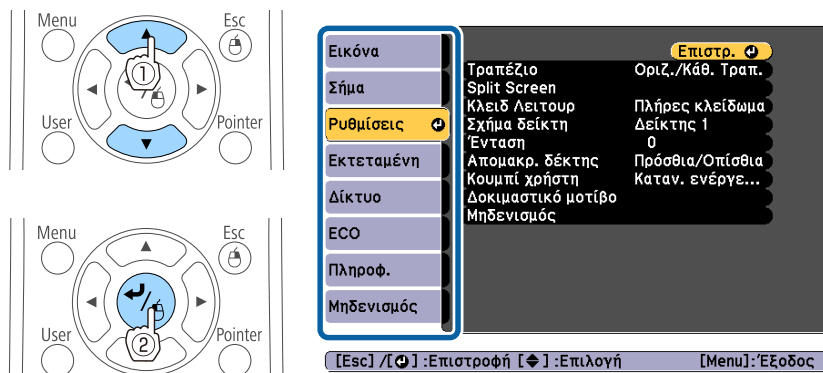 Menu
Esc
①
User
Pointer
Menu
Esc
User
②
Pointer
Εικόνα
Σήμα
Ρυθμίσεις
Εκτεταμένη
Δίκτυο
ECO
Πληροφ.
Μηδενισμός
Επιστρ.
Τραπέζιο Οριζ./Κάθ. Τραπ.
Split Screen
Κλειδ Λειτουρ Πλήρες κλείδωμα
Σχήμα δείκτη Δείκτης 1
Ένταση 0
Απομακρ. δέκτης Πρόσθια/Οπίσθια
Κουμπί χρήστη Καταν. ενέργε...
Δοκιμαστικό μοτίβο
Μηδενισμός
[Esc] /[ ] :Επιστροφή [ ] :Επιλογή [Menu]:Έξοδος